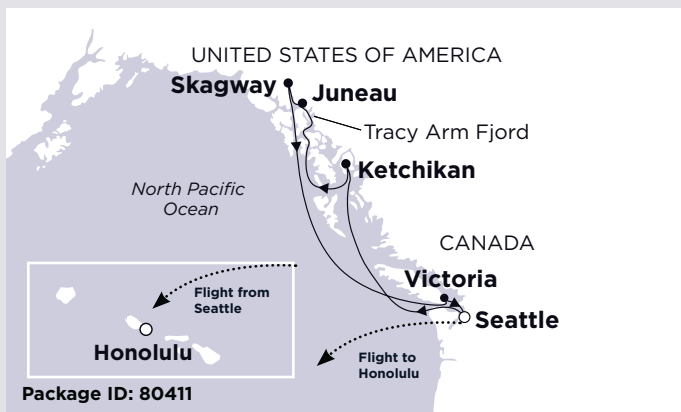 UNITED STATES OF AMERICA
Skagway
Juneau
Tracy Arm Fjord
Ketchikan
North Pacific
Ocean
CANADA
Victoria
Seattle
Flight from
Seattle
Honolulu
Flight to
Honolulu
Package ID: 80411